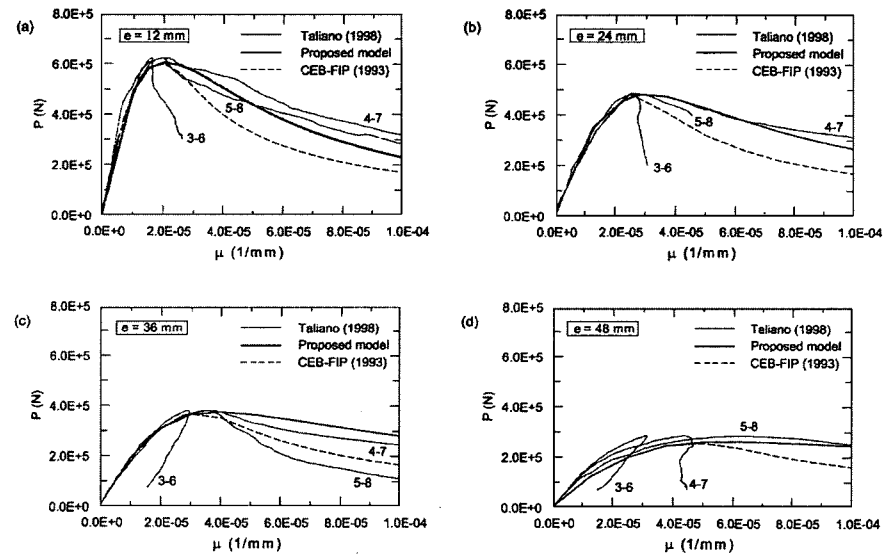 (a)
8.0E+5
6.0E+5
4.0E+5
2.0E+5
0.0E+0
P (N)
e = 12 mm
Taliano (1998)
Proposed model
CEB-FIP (1993)
3-6
5-8
4-7
0.0E+0 2.0E-05 4.0E-05 6.0E-05 8.0E-05 1.0E-04
μ (1/mm)
(b)
8.0E+5
6.0E+5
4.0E+5
2.0E+5
0.0E+0
P (N)
e = 24 mm
Taliano (1998)
Proposed model
CEB-FIP (1993)
5-8
4-7
3-6
0.0E+0 2.0E-05 4.0E-05 6.0E-05 8.0E-05 1.0E-04
μ (1/mm)
(c)
8.0E+5
6.0E+5
4.0E+5
2.0E+5
0.0E+0
P (N)
e = 36 mm
Taliano (1998)
Proposed model
CEB-FIP (1993)
3-6
4-7
5-8
0.0E+0 2.0E-05 4.0E-05 6.0E-05 8.0E-05 1.0E-04
μ (1/mm)
(d)
8.0E+5
6.0E+5
4.0E+5
2.0E+5
0.0E+0
P (N)
e = 48 mm
Taliano (1998)
Proposed model
CEB-FIP (1993)
5-8
3-6
4-7
0.0E+0 2.0E-05 4.0E-05 6.0E-05 8.0E-05 1.0E-04
μ (1/mm)